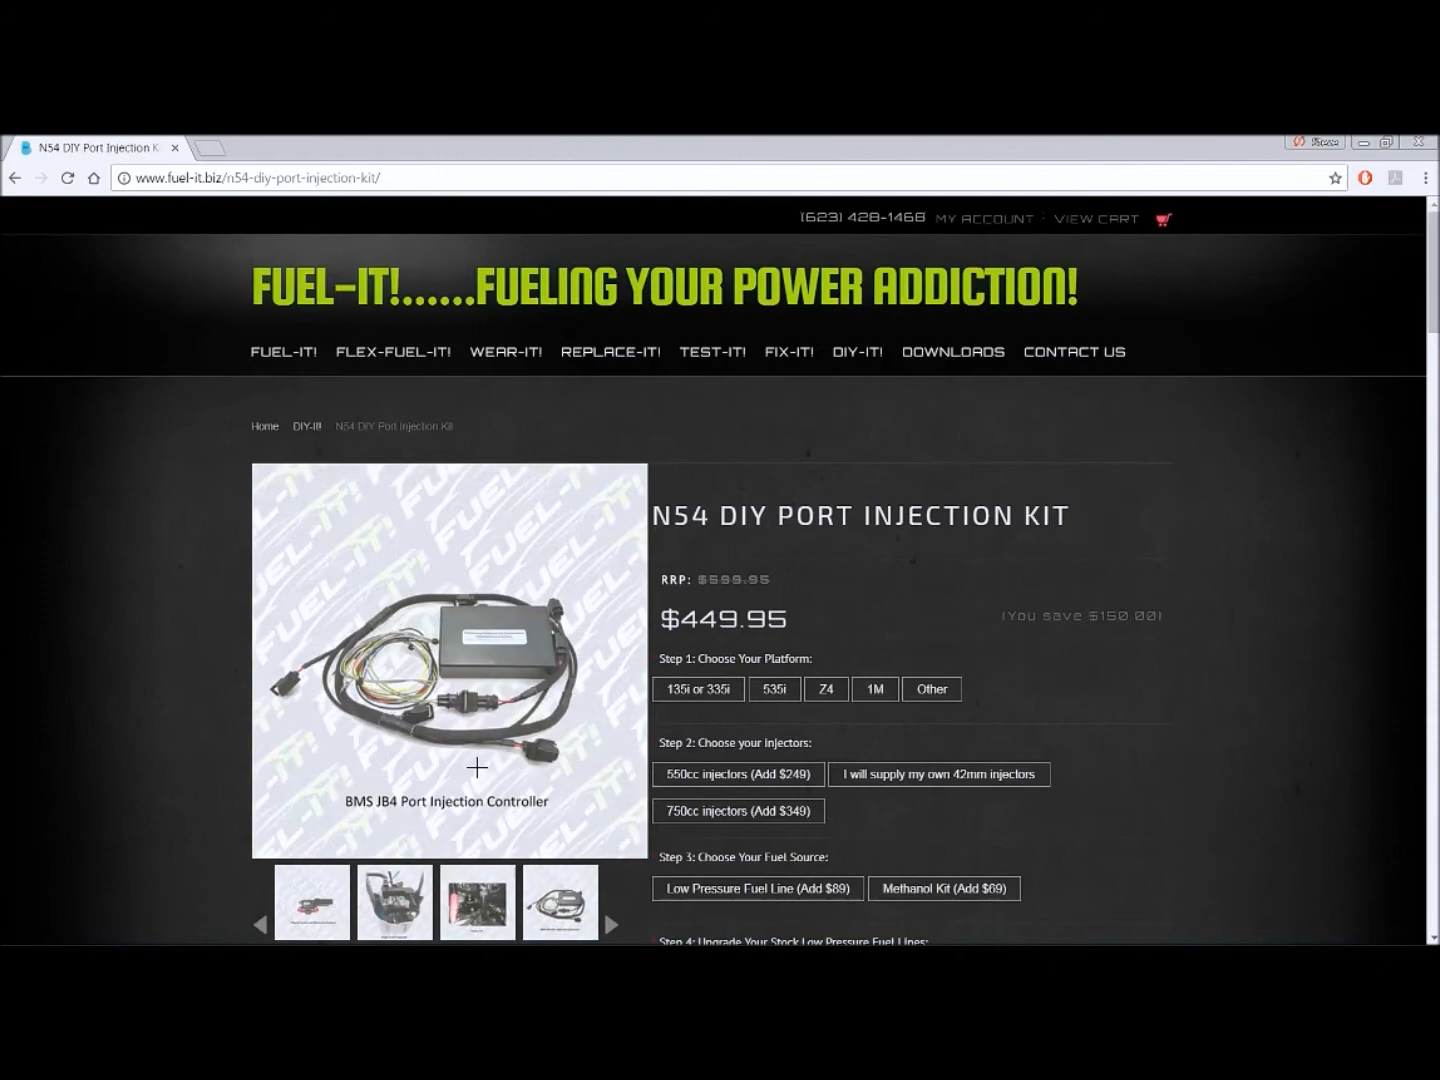 N54 DIY Port Injection K
www.fuel-it.biz/n54-diy-port-injection-kit/
(623) 428-1468 MY ACCOUNT VIEW CART
FUEL-IT!......FUELING YOUR POWER ADDICTION!
FUEL-IT! FLEX-FUEL-IT! WEAR-IT! REPLACE-IT! TEST-IT! FIX-IT! DIY-IT! DOWNLOADS CONTACT US
Home DIY-It! N54 DIY Port Injection Kit
N54 DIY PORT INJECTION KIT
RRP: $599.95
$449.95 (You save $150.00)
Step 1: Choose Your Platform:
135i or 335i 535i Z4 1M Other
Step 2: Choose your injectors:
550cc injectors (Add $249) I will supply my own 42mm injectors
750cc injectors (Add $349)
BMS JB4 Port Injection Controller
Step 3: Choose Your Fuel Source:
Low Pressure Fuel Line (Add $89) Methanol Kit (Add $69)
Step 4: Upgrade Your Stock Low Pressure Fuel Lines: